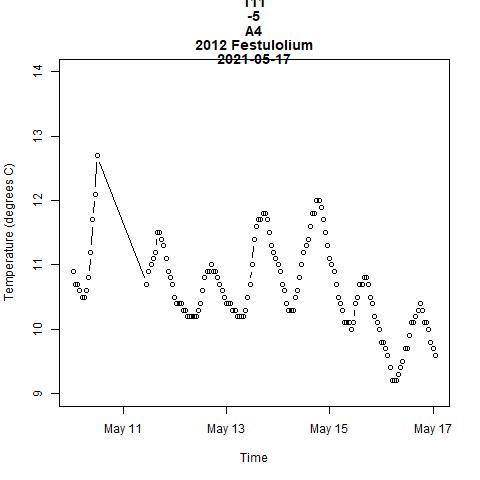 -5
A4
2012 Festulolium
2021-05-17
14
13
12
11
10
9
Temperature (degrees C)
May 11
May 13
May 15
May 17
Time